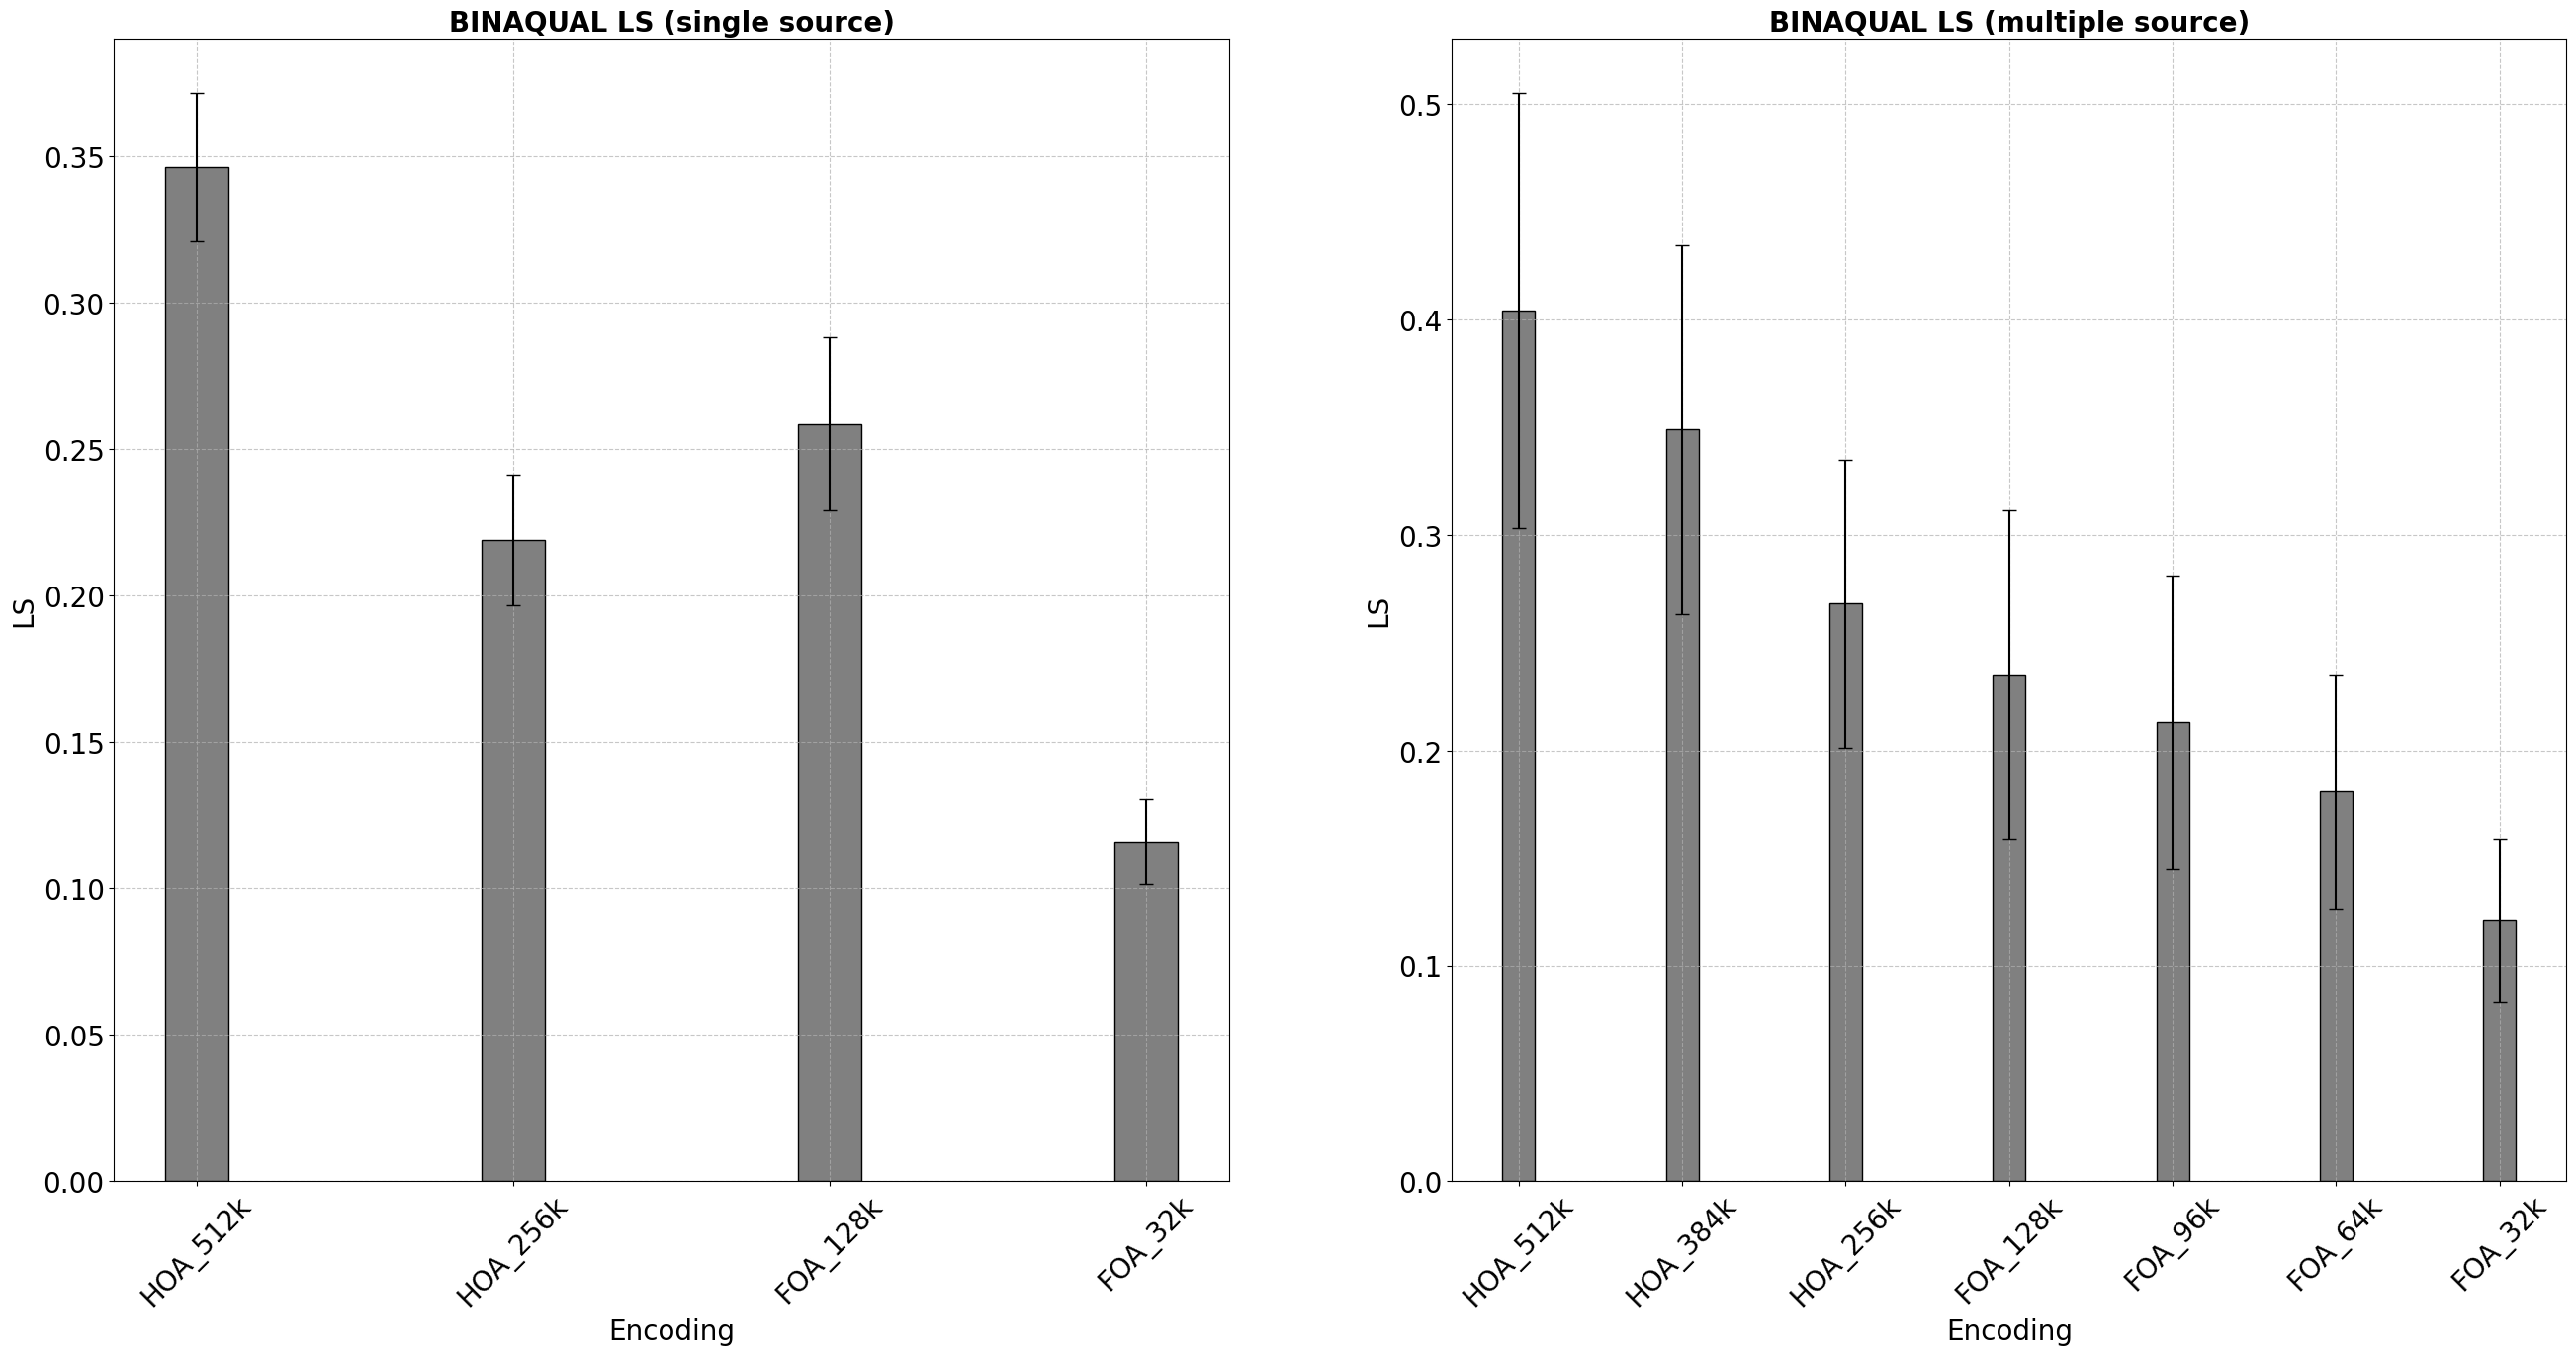 BINAQUAL LS (single source)
LS
0.35
0.30
0.25
0.20
0.15
0.10
0.05
0.00
HOA_512k
HOA_256k
FOA_128k
FOA_32k
Encoding
BINAQUAL LS (multiple source)
LS
0.5
0.4
0.3
0.2
0.1
0.0
HOA_512k
HOA_384k
HOA_256k
FOA_128k
FOA_96k
FOA_64k
FOA_32k
Encoding